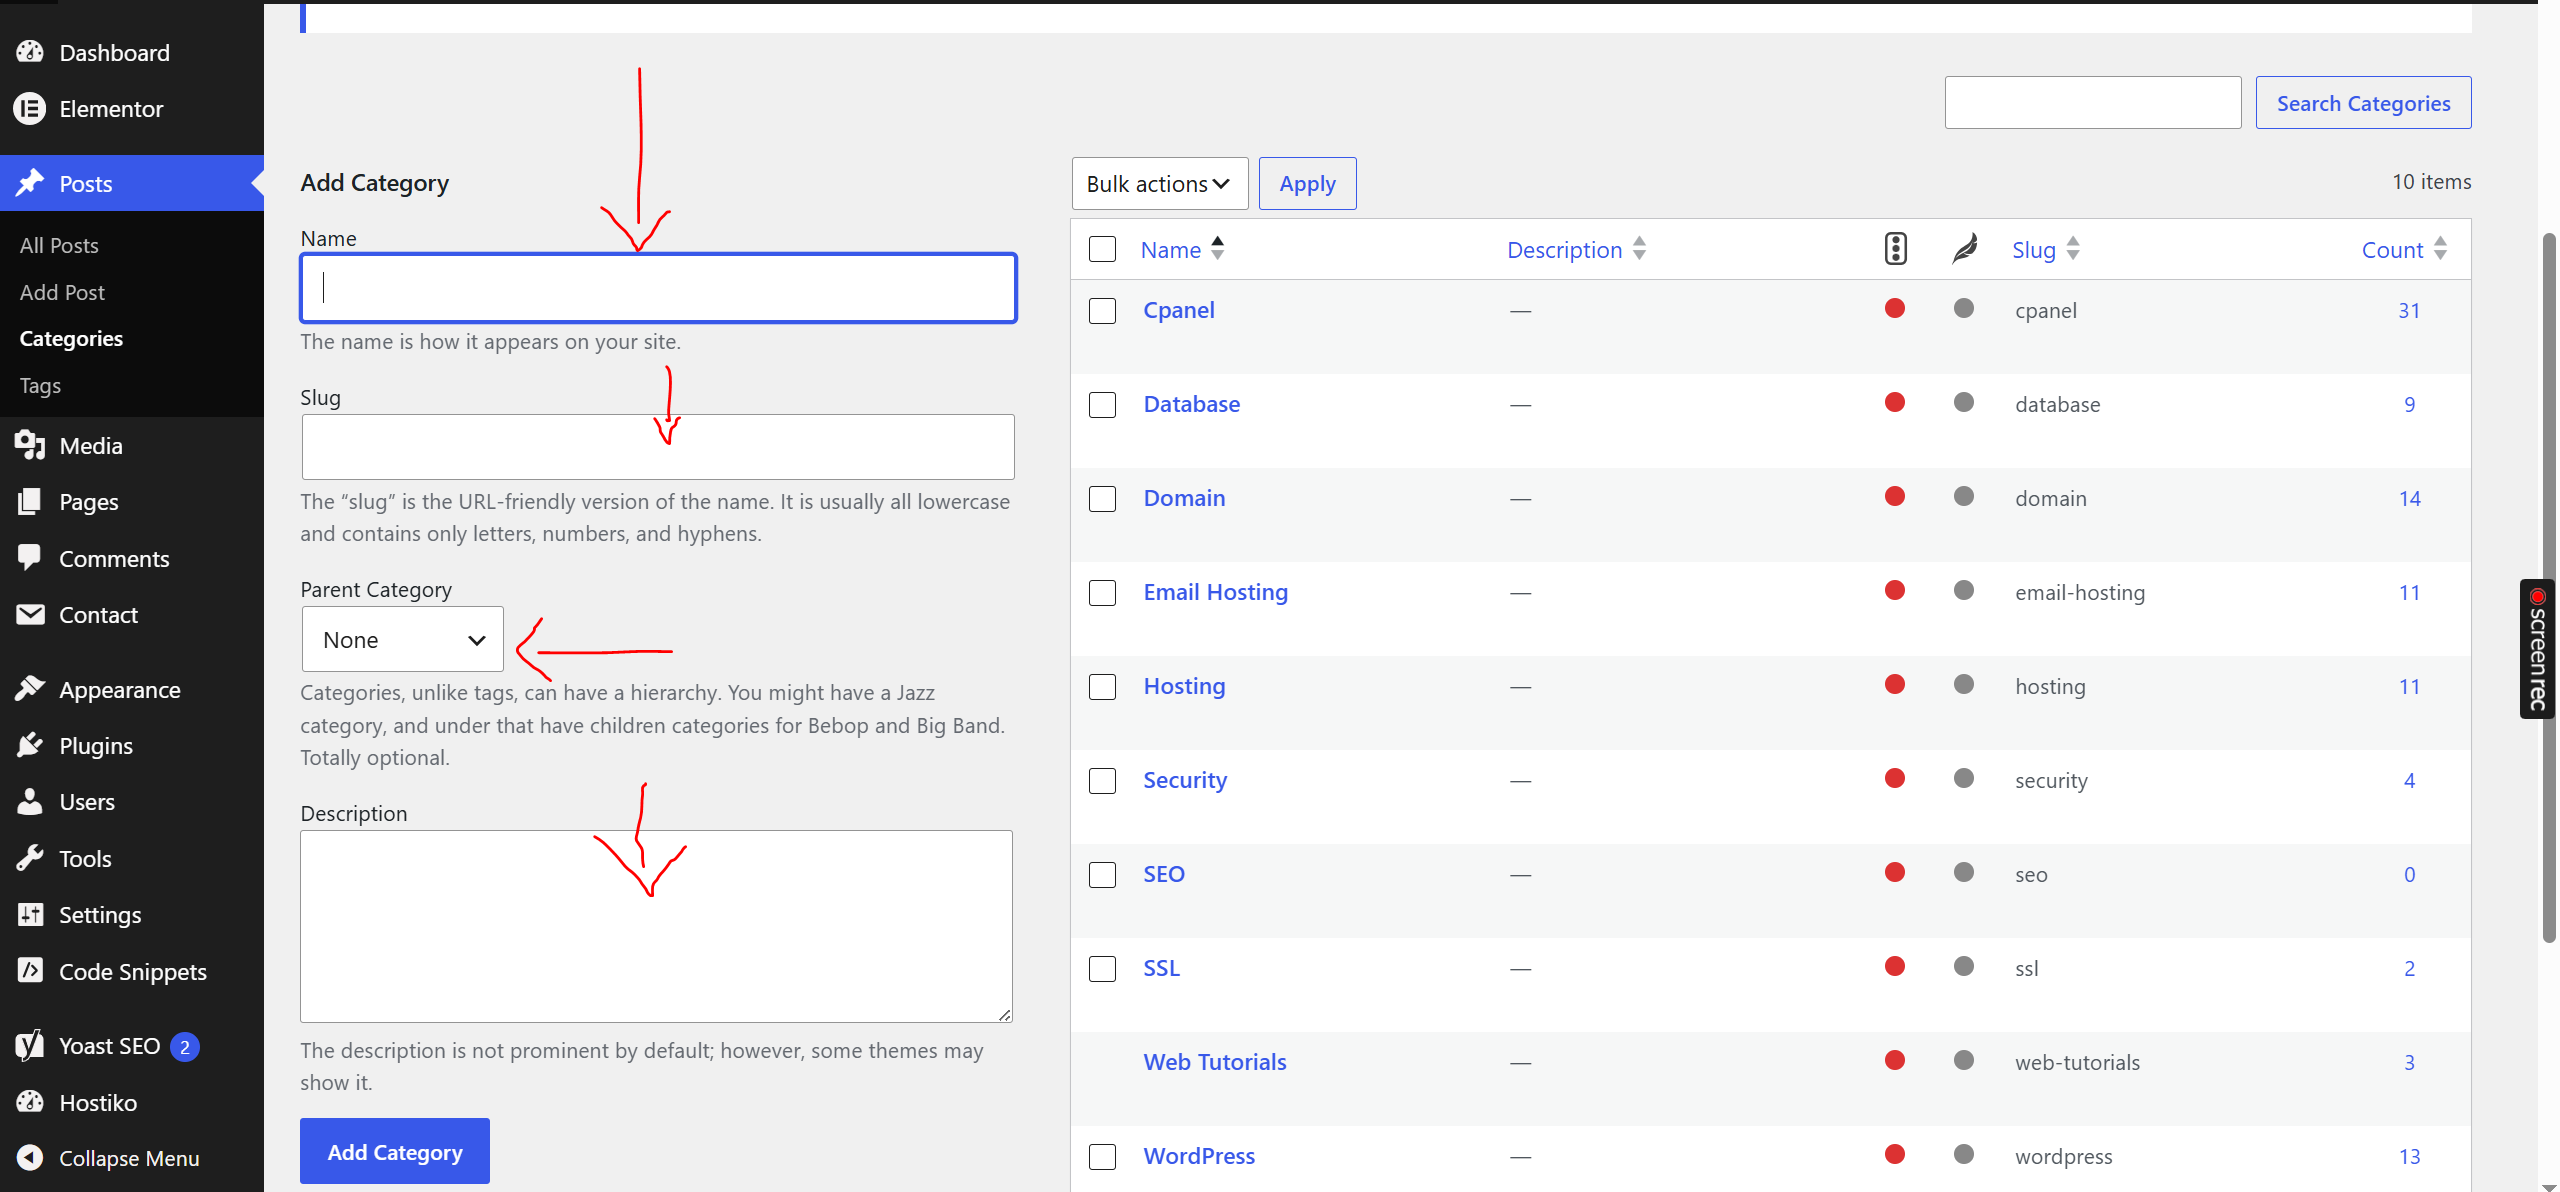 Dashboard
Elementor
Posts
All Posts
Add Post
Categories
Tags
Media
Pages
Comments
Contact
Appearance
Plugins
Users
Tools
Settings
Code Snippets
Yoast SEO 2
Hostiko
Collapse Menu
Search Categories
Add Category
Name
The name is how it appears on your site.
Slug
The “slug” is the URL-friendly version of the name. It is usually all lowercase
and contains only letters, numbers, and hyphens.
Parent Category
None
Categories, unlike tags, can have a hierarchy. You might have a Jazz
category, and under that have children categories for Bebop and Big Band.
Totally optional.
Description
The description is not prominent by default; however, some themes may
show it.
Add Category
Bulk actions Apply 10 items
Name Description Slug Count
Cpanel — cpanel 31
Database — database 9
Domain — domain 14
Email Hosting — email-hosting 11
Hosting — hosting 11
Security — security 4
SEO — seo 0
SSL — ssl 2
Web Tutorials — web-tutorials 3
WordPress — wordpress 13
screenrec